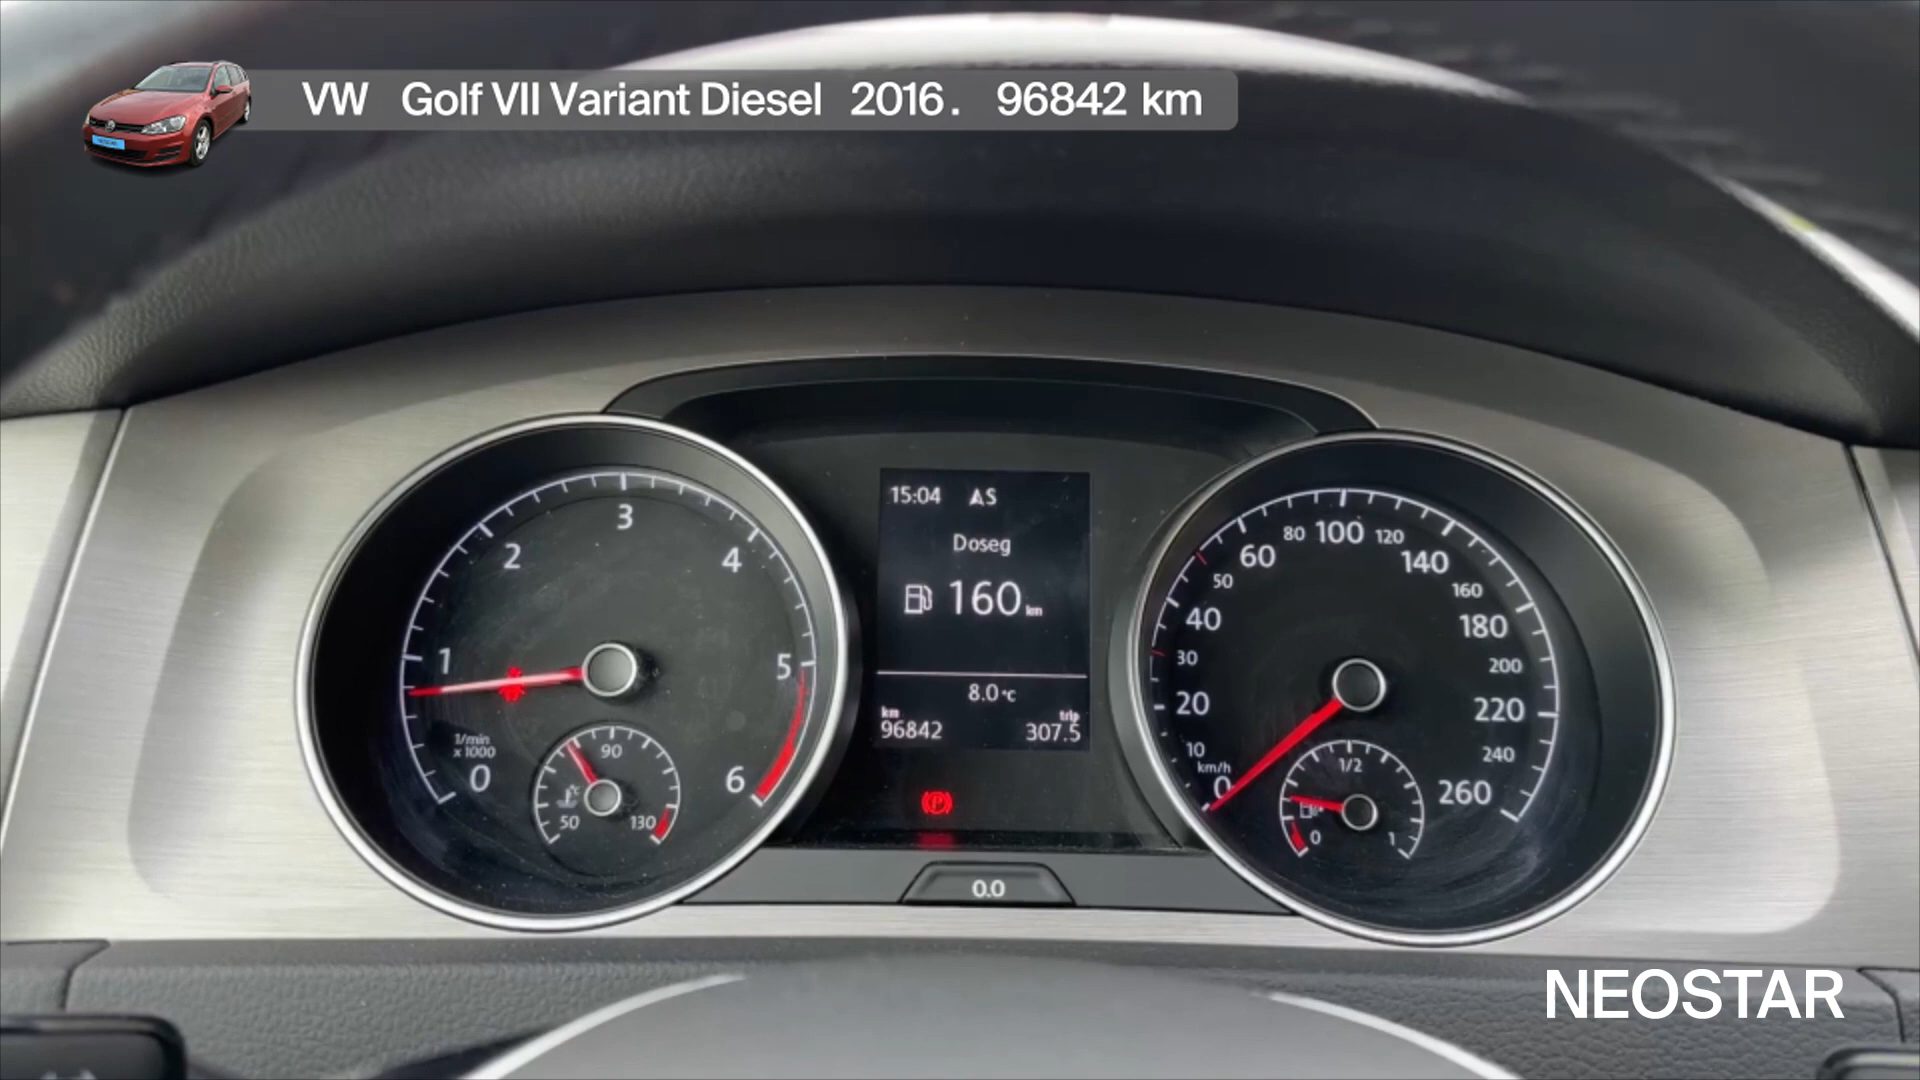 VW Golf VII Variant Diesel 2016. 96842 km
15:04 AS
Doseg
160 km
8.0 °C
km trip
96842 307.5
0.0
0 1 2 3 4 5 6
1/min
x 1000
50 90 130
°C
0 10 20 30 40 50 60 80 100 120 140 160 180 200 220 240 260
km/h
0 1/2 1
P
NEOSTAR